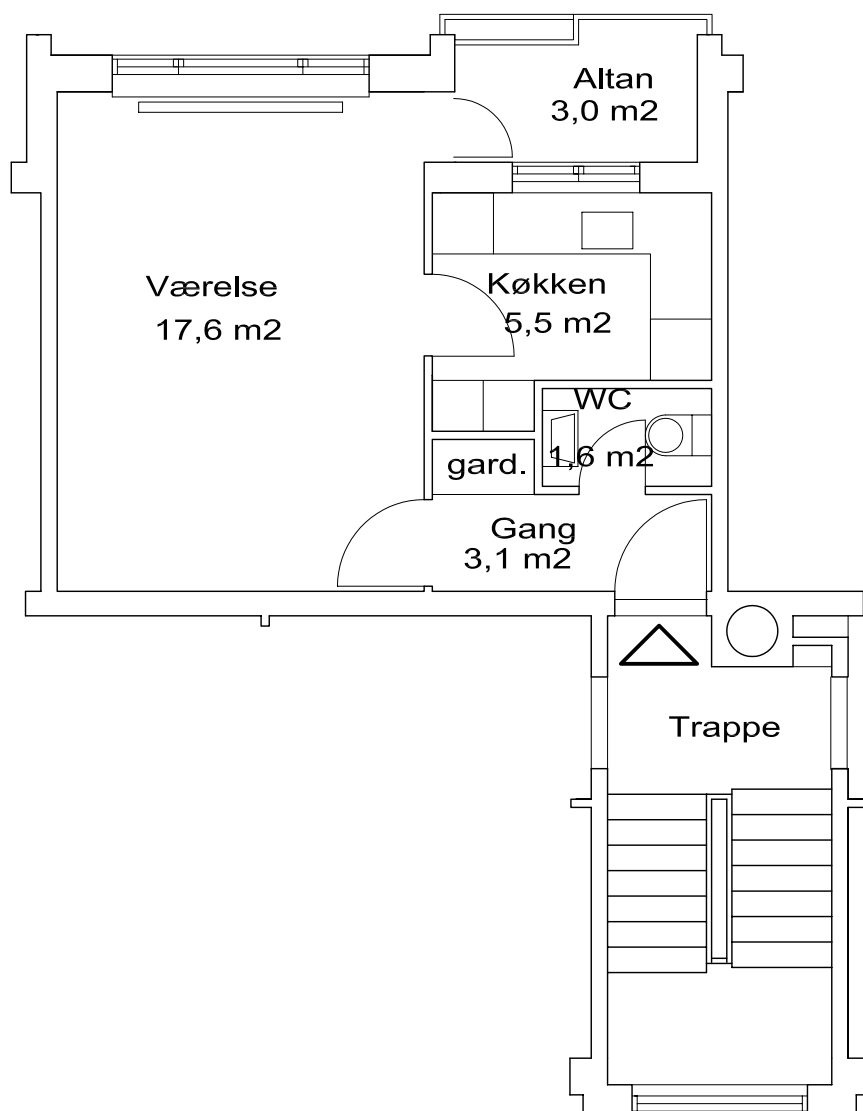 Altan
3,0 m2
Værelse
17,6 m2
Køkken
5,5 m2
WC
1,6 m2
gard.
Gang
3,1 m2
Trappe